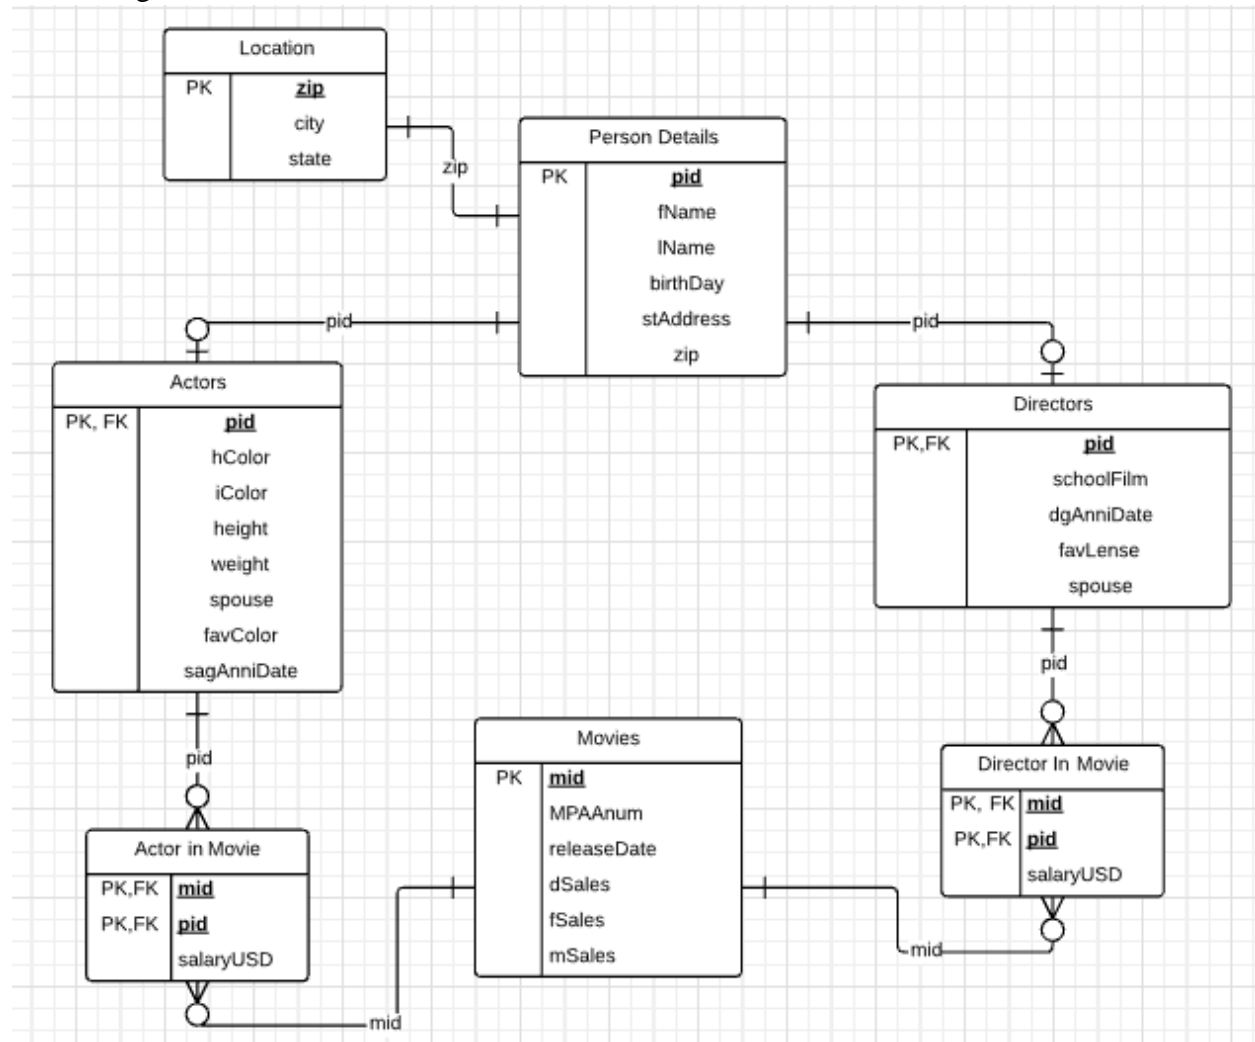 Location
PK zip
city
state
zip
Person Details
PK pid
fName
lName
birthDay
stAddress
zip
pid
pid
Actors
PK, FK pid
hColor
iColor
height
weight
spouse
favColor
sagAnniDate
Directors
PK,FK pid
schoolFilm
dgAnniDate
favLense
spouse
pid
pid
Movies
PK mid
MPAAnum
releaseDate
dSales
fSales
mSales
Director In Movie
PK, FK mid
PK,FK pid
salaryUSD
Actor in Movie
PK,FK mid
PK,FK pid
salaryUSD
mid
mid